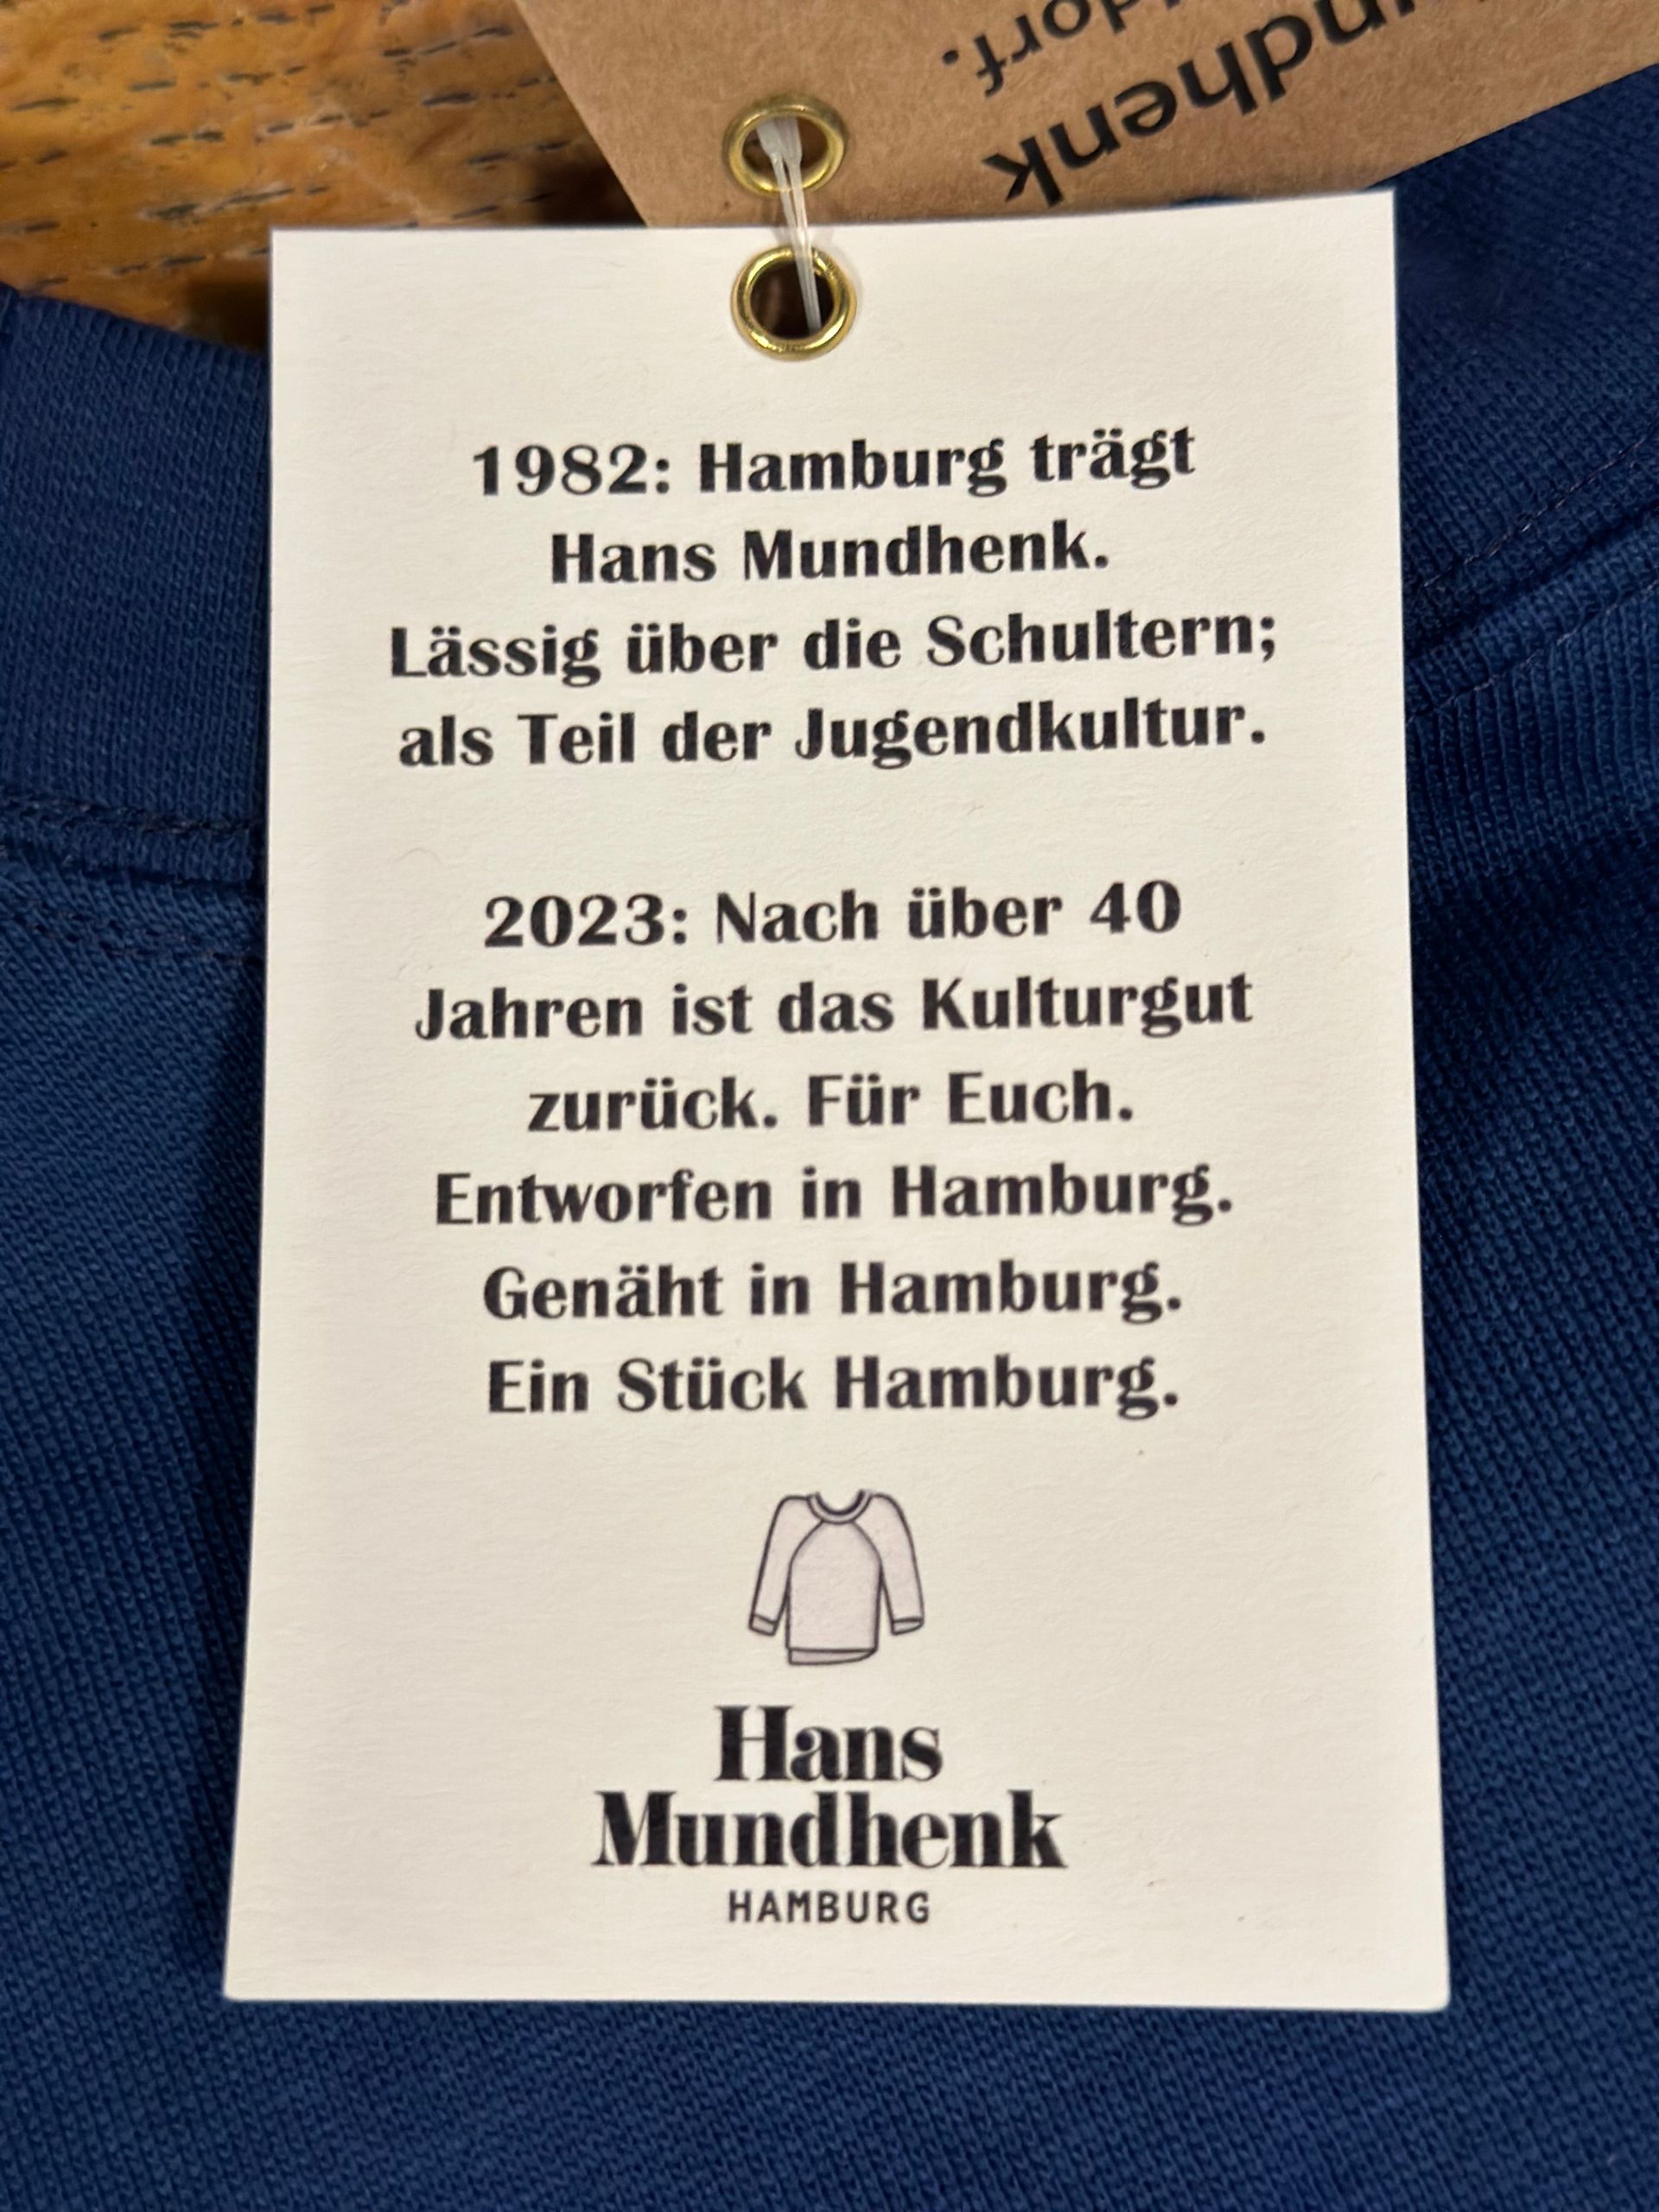 1982: Hamburg trägt
Hans Mundhenk.
Lässig über die Schultern;
als Teil der Jugendkultur.
2023: Nach über 40
Jahren ist das Kulturgut
zurück. Für Euch.
Entworfen in Hamburg.
Genäht in Hamburg.
Ein Stück Hamburg.
Hans
Mundhenk
HAMBURG